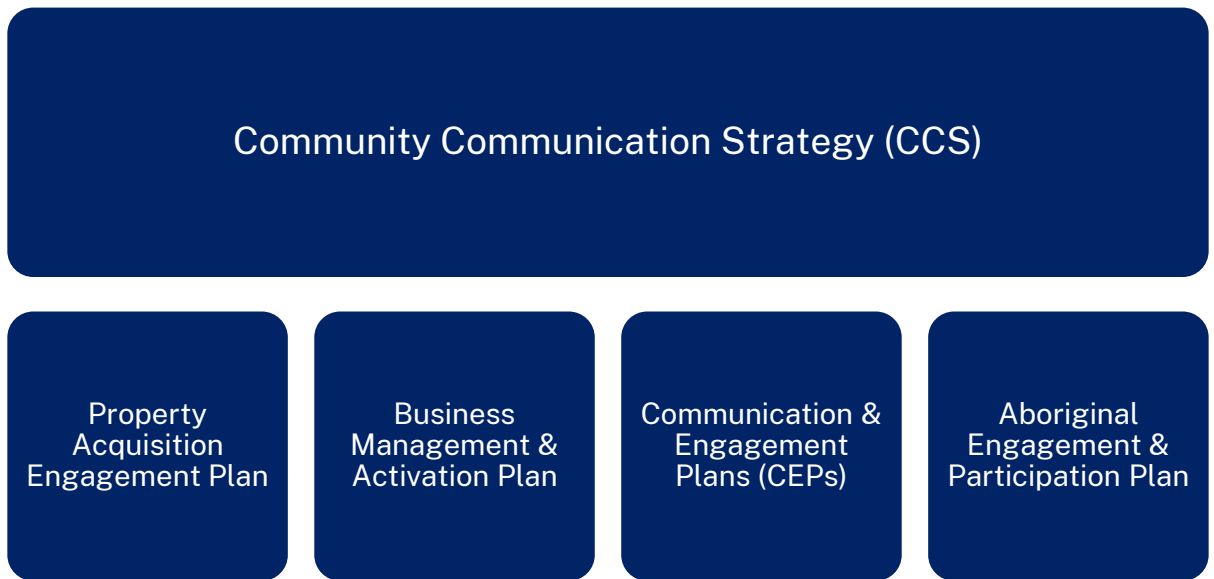 Community Communication Strategy (CCS)
Property
Acquisition
Engagement Plan
Business
Management &
Activation Plan
Communication &
Engagement
Plans (CEPs)
Aboriginal
Engagement &
Participation Plan